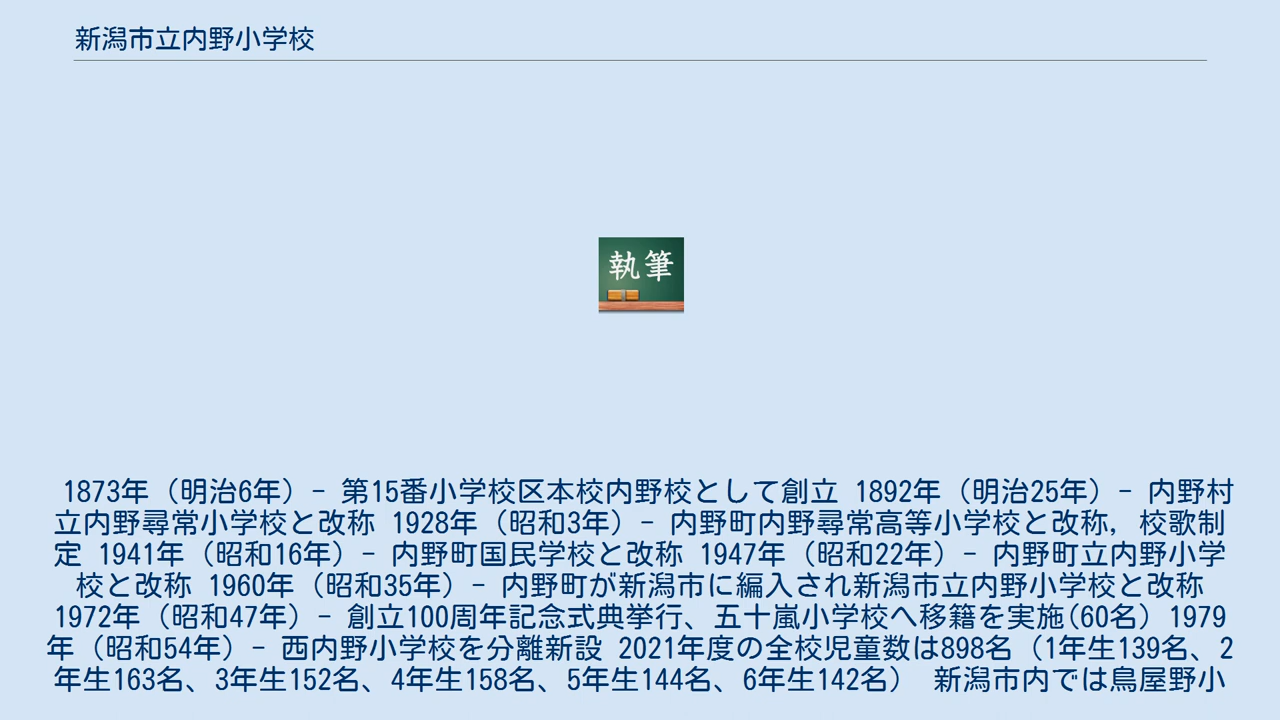 新潟市立内野小学校
執筆
1873年（明治6年）- 第15番小学校区本校内野校として創立 1892年（明治25年）- 内野村
立内野尋常小学校と改称 1928年（昭和3年）- 内野町内野尋常高等小学校と改称, 校歌制
定 1941年（昭和16年）- 内野町国民学校と改称 1947年（昭和22年）- 内野町立内野小学
校と改称 1960年（昭和35年）- 内野町が新潟市に編入され新潟市立内野小学校と改称
1972年（昭和47年）- 創立100周年記念式典挙行、五十嵐小学校へ移籍を実施(60名) 1979
年（昭和54年）- 西内野小学校を分離新設 2021年度の全校児童数は898名（1年生139名、2
年生163名、3年生152名、4年生158名、5年生144名、6年生142名） 新潟市内では鳥屋野小